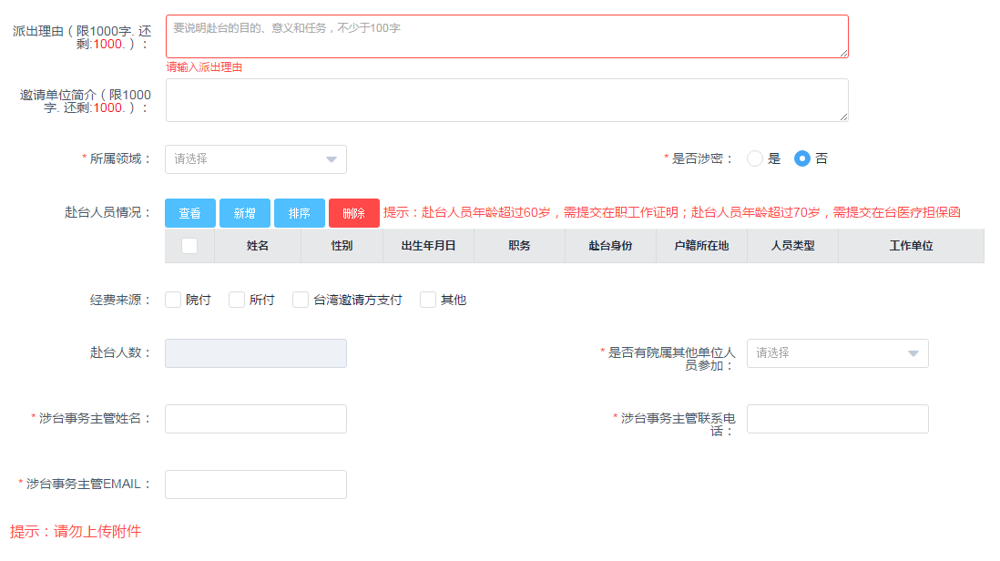 派出理由（限1000字. 还剩:1000. ）：
要说明赴台的目的、意义和任务，不少于100字
请输入派出理由
邀请单位简介（限1000字. 还剩:1000. ）：
* 所属领域： 请选择 * 是否涉密： 是 否
赴台人员情况： 查看 新增 排序 删除 提示：赴台人员年龄超过60岁，需提交在职工作证明；赴台人员年龄超过70岁，需提交在台医疗担保函
姓名 性别 出生年月日 职务 赴台身份 户籍所在地 人员类型 工作单位
经费来源： 院付 所付 台湾邀请方支付 其他
赴台人数： * 是否有院属其他单位人员参加： 请选择
* 涉台事务主管姓名： * 涉台事务主管联系电话：
* 涉台事务主管EMAIL：
提示：请勿上传附件